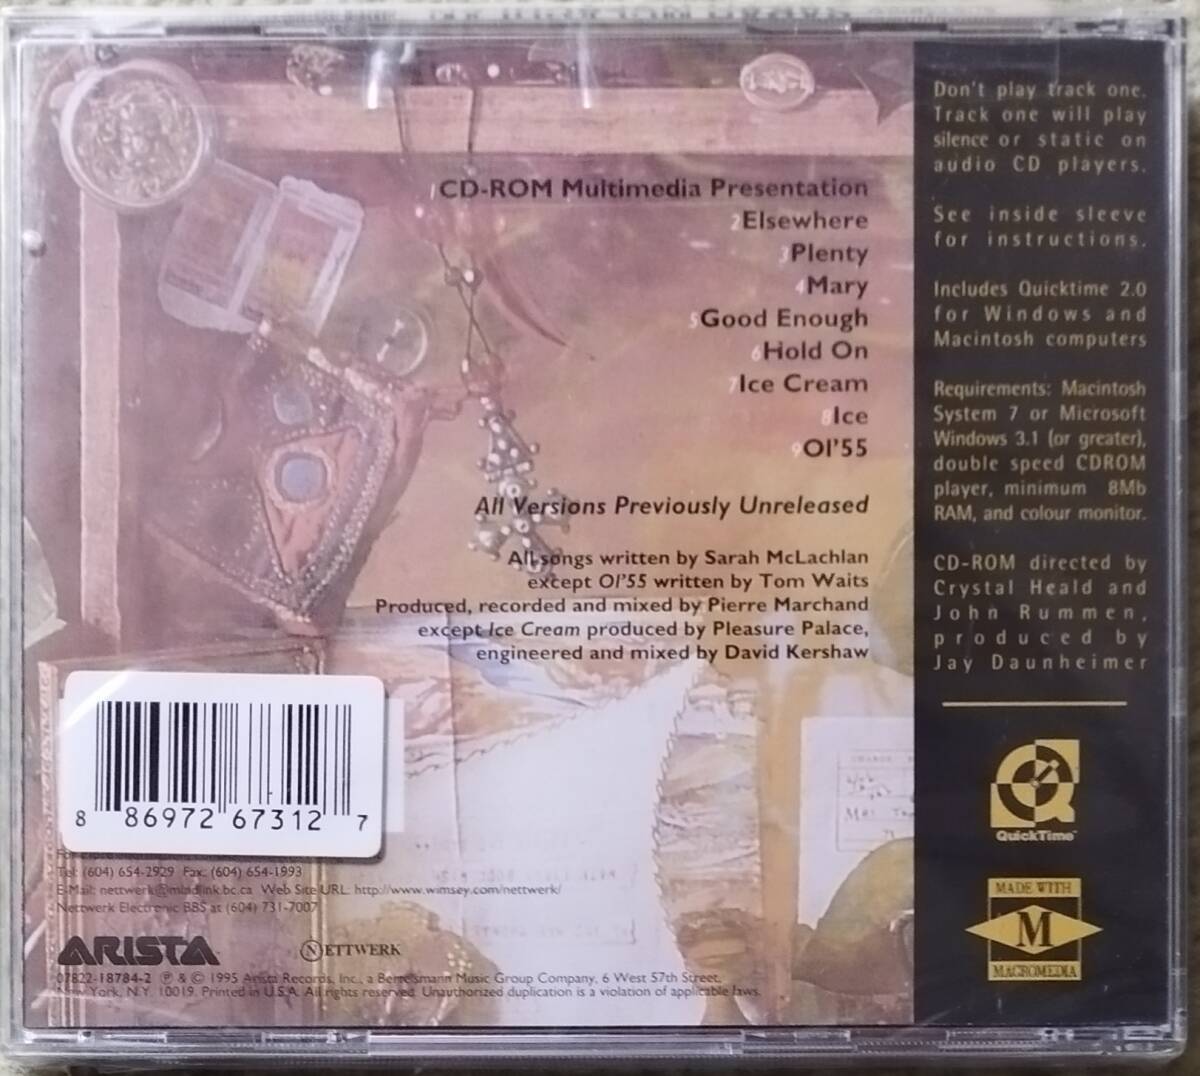 1 CD-ROM Multimedia Presentation
2 Elsewhere
3 Plenty
4 Mary
5 Good Enough
6 Hold On
7 Ice Cream
8 Ice
9 Ol'55
All Versions Previously Unreleased
All songs written by Sarah McLachlan
except Ol'55 written by Tom Waits
Produced, recorded and mixed by Pierre Marchand
except Ice Cream produced by Pleasure Palace,
engineered and mixed by David Kershaw
8 86972 67312 7
Tel: (604) 654-2929 Fax: (604) 654-1993
E-Mail: nettwerk@mindlink.bc.ca Web Site URL: http://www.wimsey.com/nettwerk/
Nettwerk Electronic BBS at (604) 731-7007
ARISTA
NETTWERK
07822-18784-2 ℗ & © 1995 Arista Records, Inc., a Bertelsmann Music Group Company, 6 West 57th Street,
New York, N.Y. 10019. Printed in U.S.A. All rights reserved. Unauthorized duplication is a violation of applicable laws.
Don't play track one.
Track one will play
silence or static on
audio CD players.
See inside sleeve
for instructions.
Includes Quicktime 2.0
for Windows and
Macintosh computers
Requirements: Macintosh
System 7 or Microsoft
Windows 3.1 (or greater),
double speed CDROM
player, minimum 8Mb
RAM, and colour monitor.
CD-ROM directed by
Crystal Heald and
John Rummen,
produced by
Jay Daunheimer
QuickTime™
MADE WITH
M
MACROMEDIA